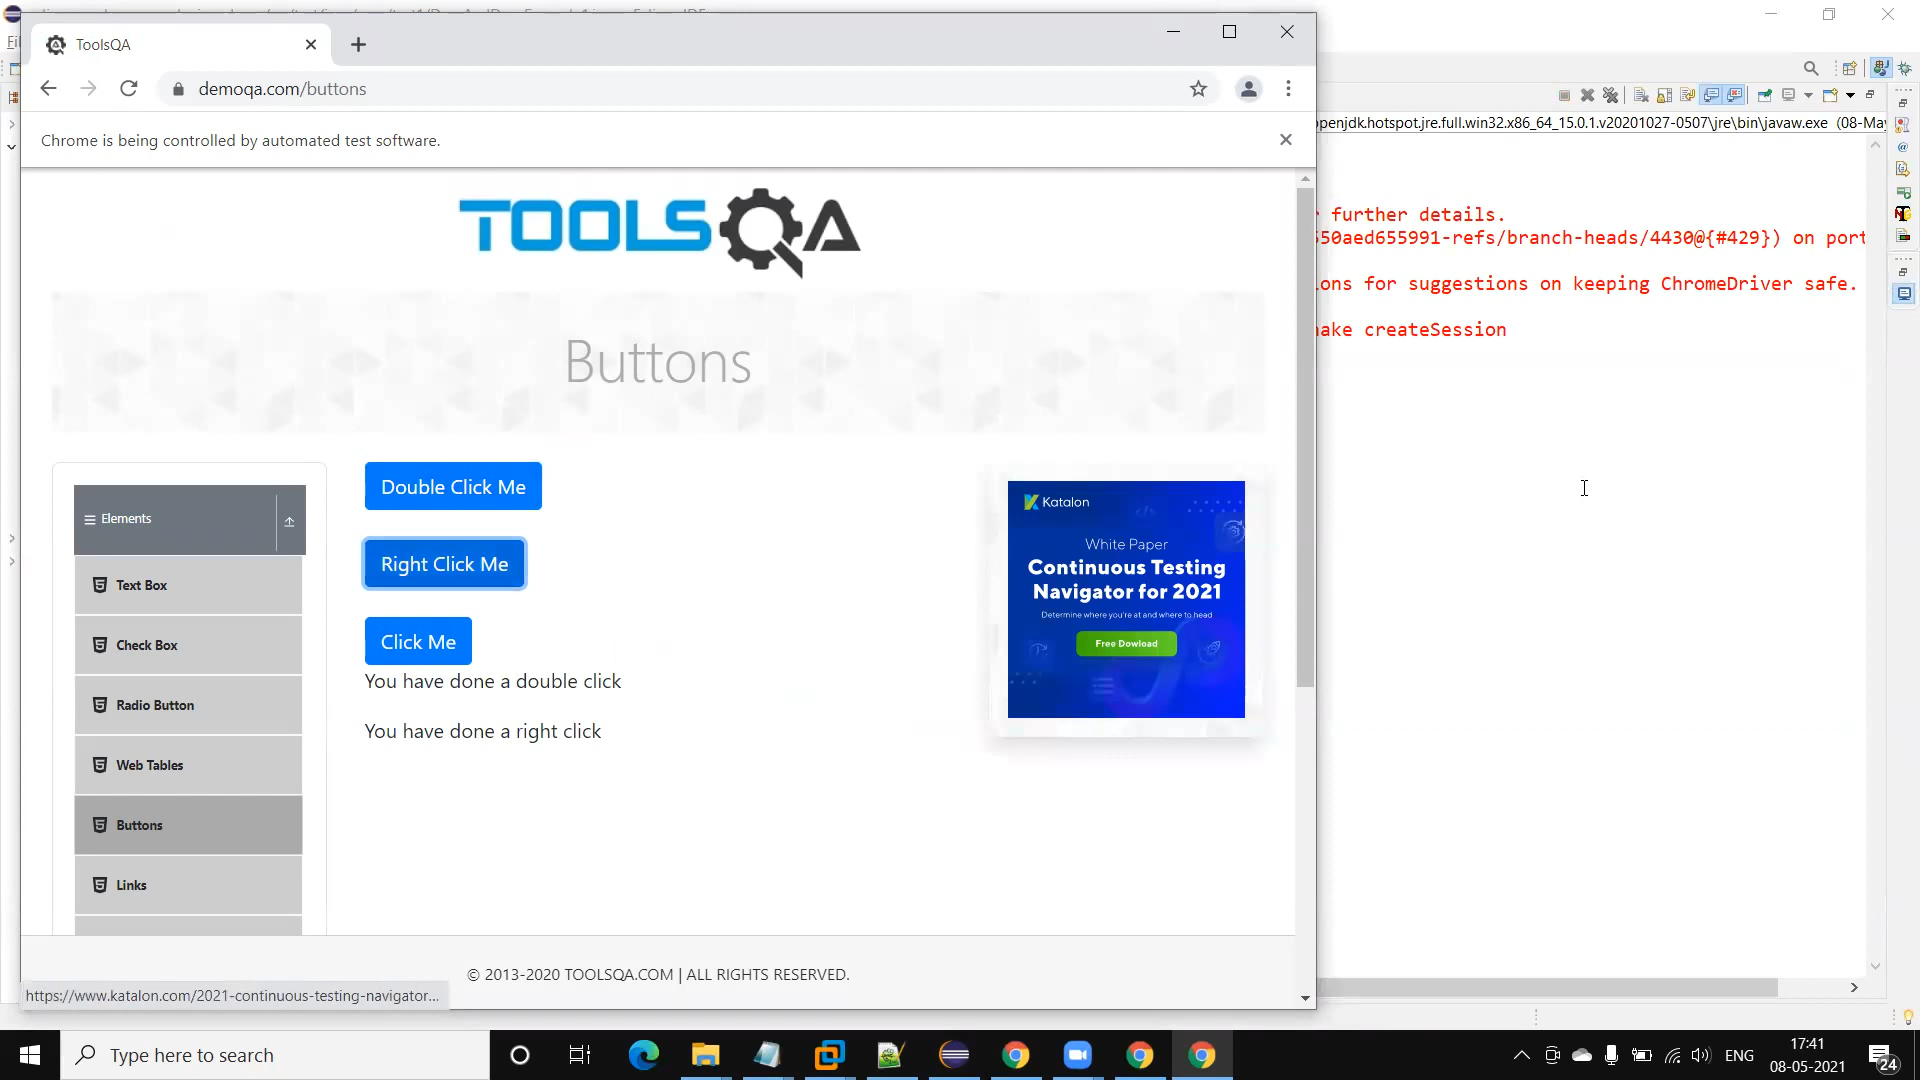 ToolsQA
demoqa.com/buttons
Chrome is being controlled by automated test software.
TOOLSQA
Buttons
Elements
Text Box
Check Box
Radio Button
Web Tables
Buttons
Links
Double Click Me
Right Click Me
Click Me
You have done a double click
You have done a right click
Katalon
White Paper
Continuous Testing
Navigator for 2021
Determine where you're at and where to head
Free Dowload
© 2013-2020 TOOLSQA.COM | ALL RIGHTS RESERVED.
https://www.katalon.com/2021-continuous-testing-navigator...
openjdk.hotspot.jre.full.win32.x86_64_15.0.1.v20201027-0507\jre\bin\javaw.exe (08-May
further details.
550aed655991-refs/branch-heads/4430@{#429}) on port
ons for suggestions on keeping ChromeDriver safe.
ake createSession
Type here to search
ENG
17:41
08-05-2021
24